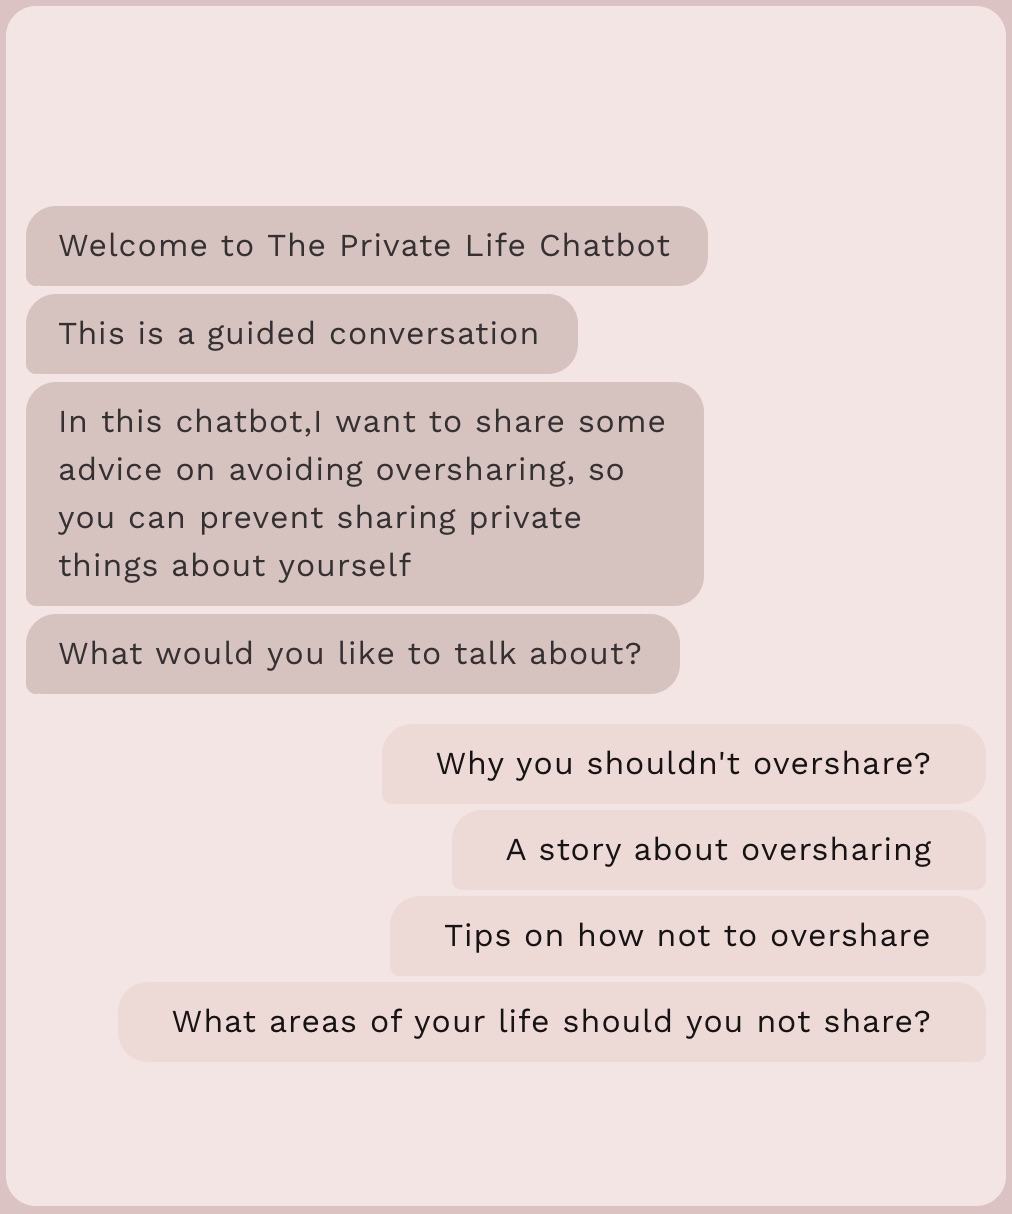 Welcome to The Private Life Chatbot
This is a guided conversation
In this chatbot,I want to share some
advice on avoiding oversharing, so
you can prevent sharing private
things about yourself
What would you like to talk about?
Why you shouldn't overshare?
A story about oversharing
Tips on how not to overshare
What areas of your life should you not share?